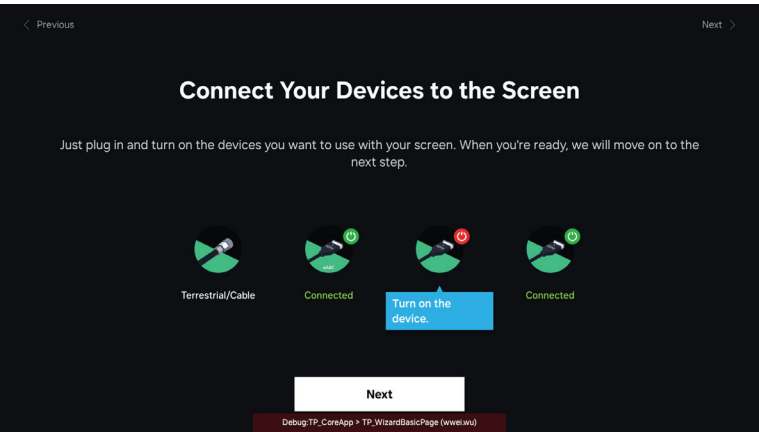 Previous
Next
Connect Your Devices to the Screen
Just plug in and turn on the devices you want to use with your screen. When you're ready, we will move on to the
next step.
eARC
Terrestrial/Cable
Connected
Turn on the
device.
Connected
Next
Debug:TP_CoreApp > TP_WizardBasicPage (wwei.wu)